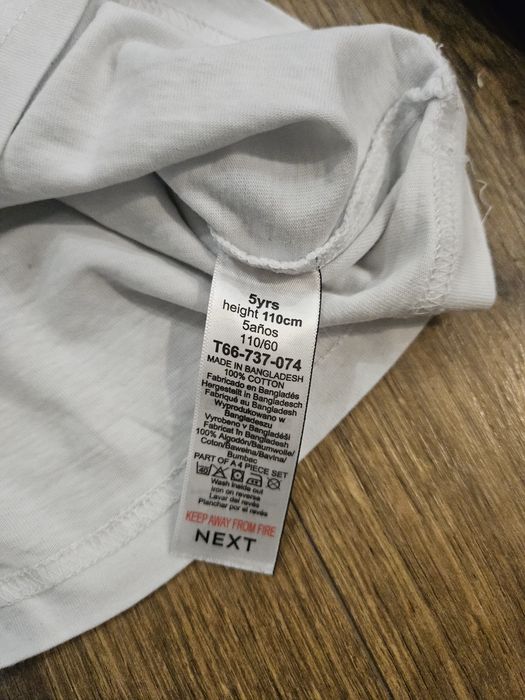 5yrs
height 110cm
5años
110/60
T66-737-074
MADE IN BANGLADESH
100% COTTON
Fabricado en Bangladés
Hergestellt in Bangladesch
Fabriqué au Bangladesh
Wyprodukowano w
Bangladeszu
Vyrobeno v Bangladéši
Fabricat în Bangladesh
100% Algodón/Baumwolle/
Coton/Bawełna/Bavlna/
Bumbac
PART OF A 4 PIECE SET
40
Wash inside out
Iron on reverse
Lavar del revés
Planchar por el revés
KEEP AWAY FROM FIRE
NEXT